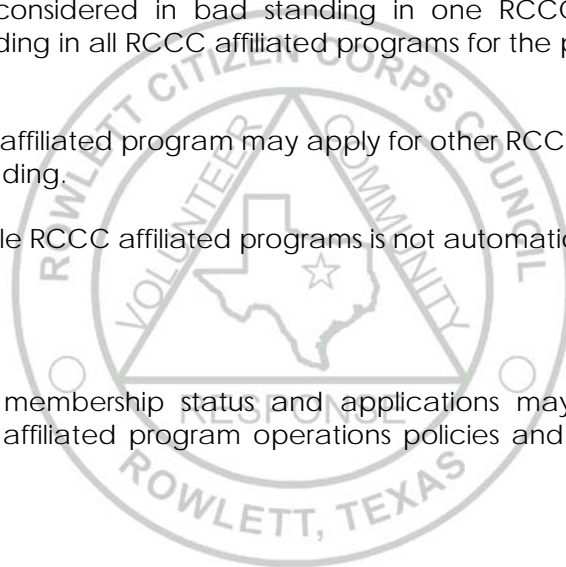 considered in bad standing in one RCCC
ding in all RCCC affiliated programs for the p
affiliated program may apply for other RCC
ding.
le RCCC affiliated programs is not automatic
membership status and applications may
affiliated program operations policies and
ROWLETT CITIZEN CORPS COUNCIL
VOLUNTEER
COMMUNITY
RESPONSE
ROWLETT, TEXAS